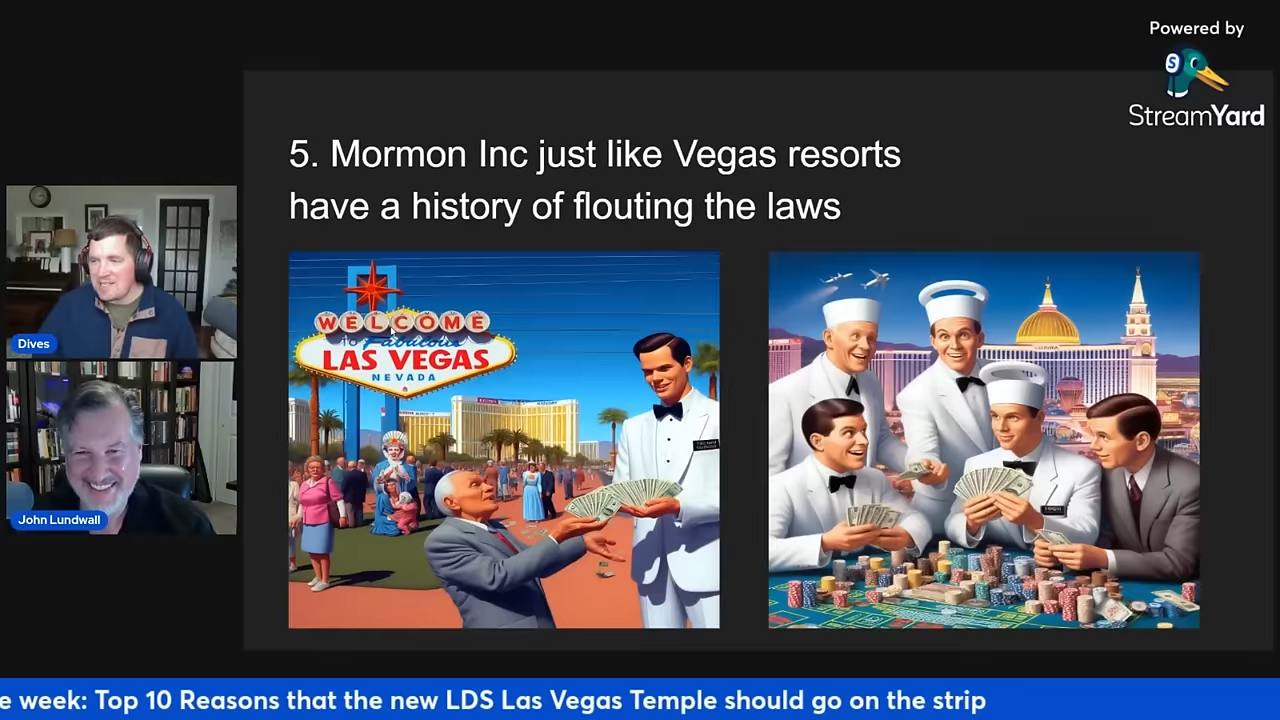 Powered by
S
StreamYard
5. Mormon Inc just like Vegas resorts
have a history of flouting the laws
WELCOME
to Fabulous
LAS VEGAS
NEVADA
Dives
John Lundwall
e week: Top 10 Reasons that the new LDS Las Vegas Temple should go on the strip